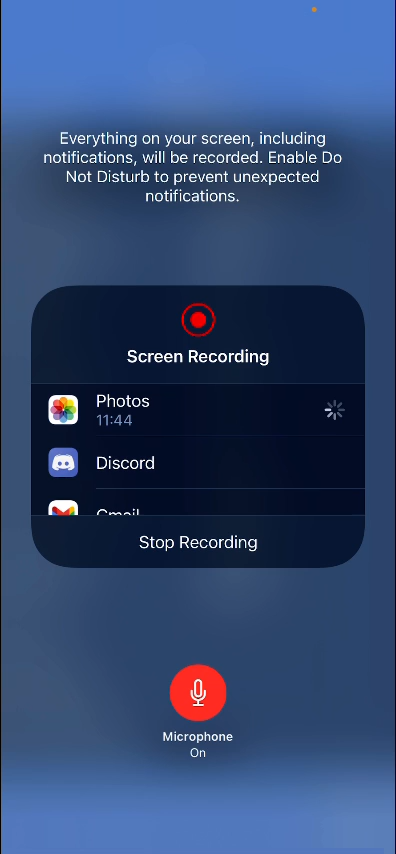 Everything on your screen, including
notifications, will be recorded. Enable Do
Not Disturb to prevent unexpected
notifications.
Screen Recording
Photos
11:44
Discord
Gmail
Stop Recording
Microphone
On